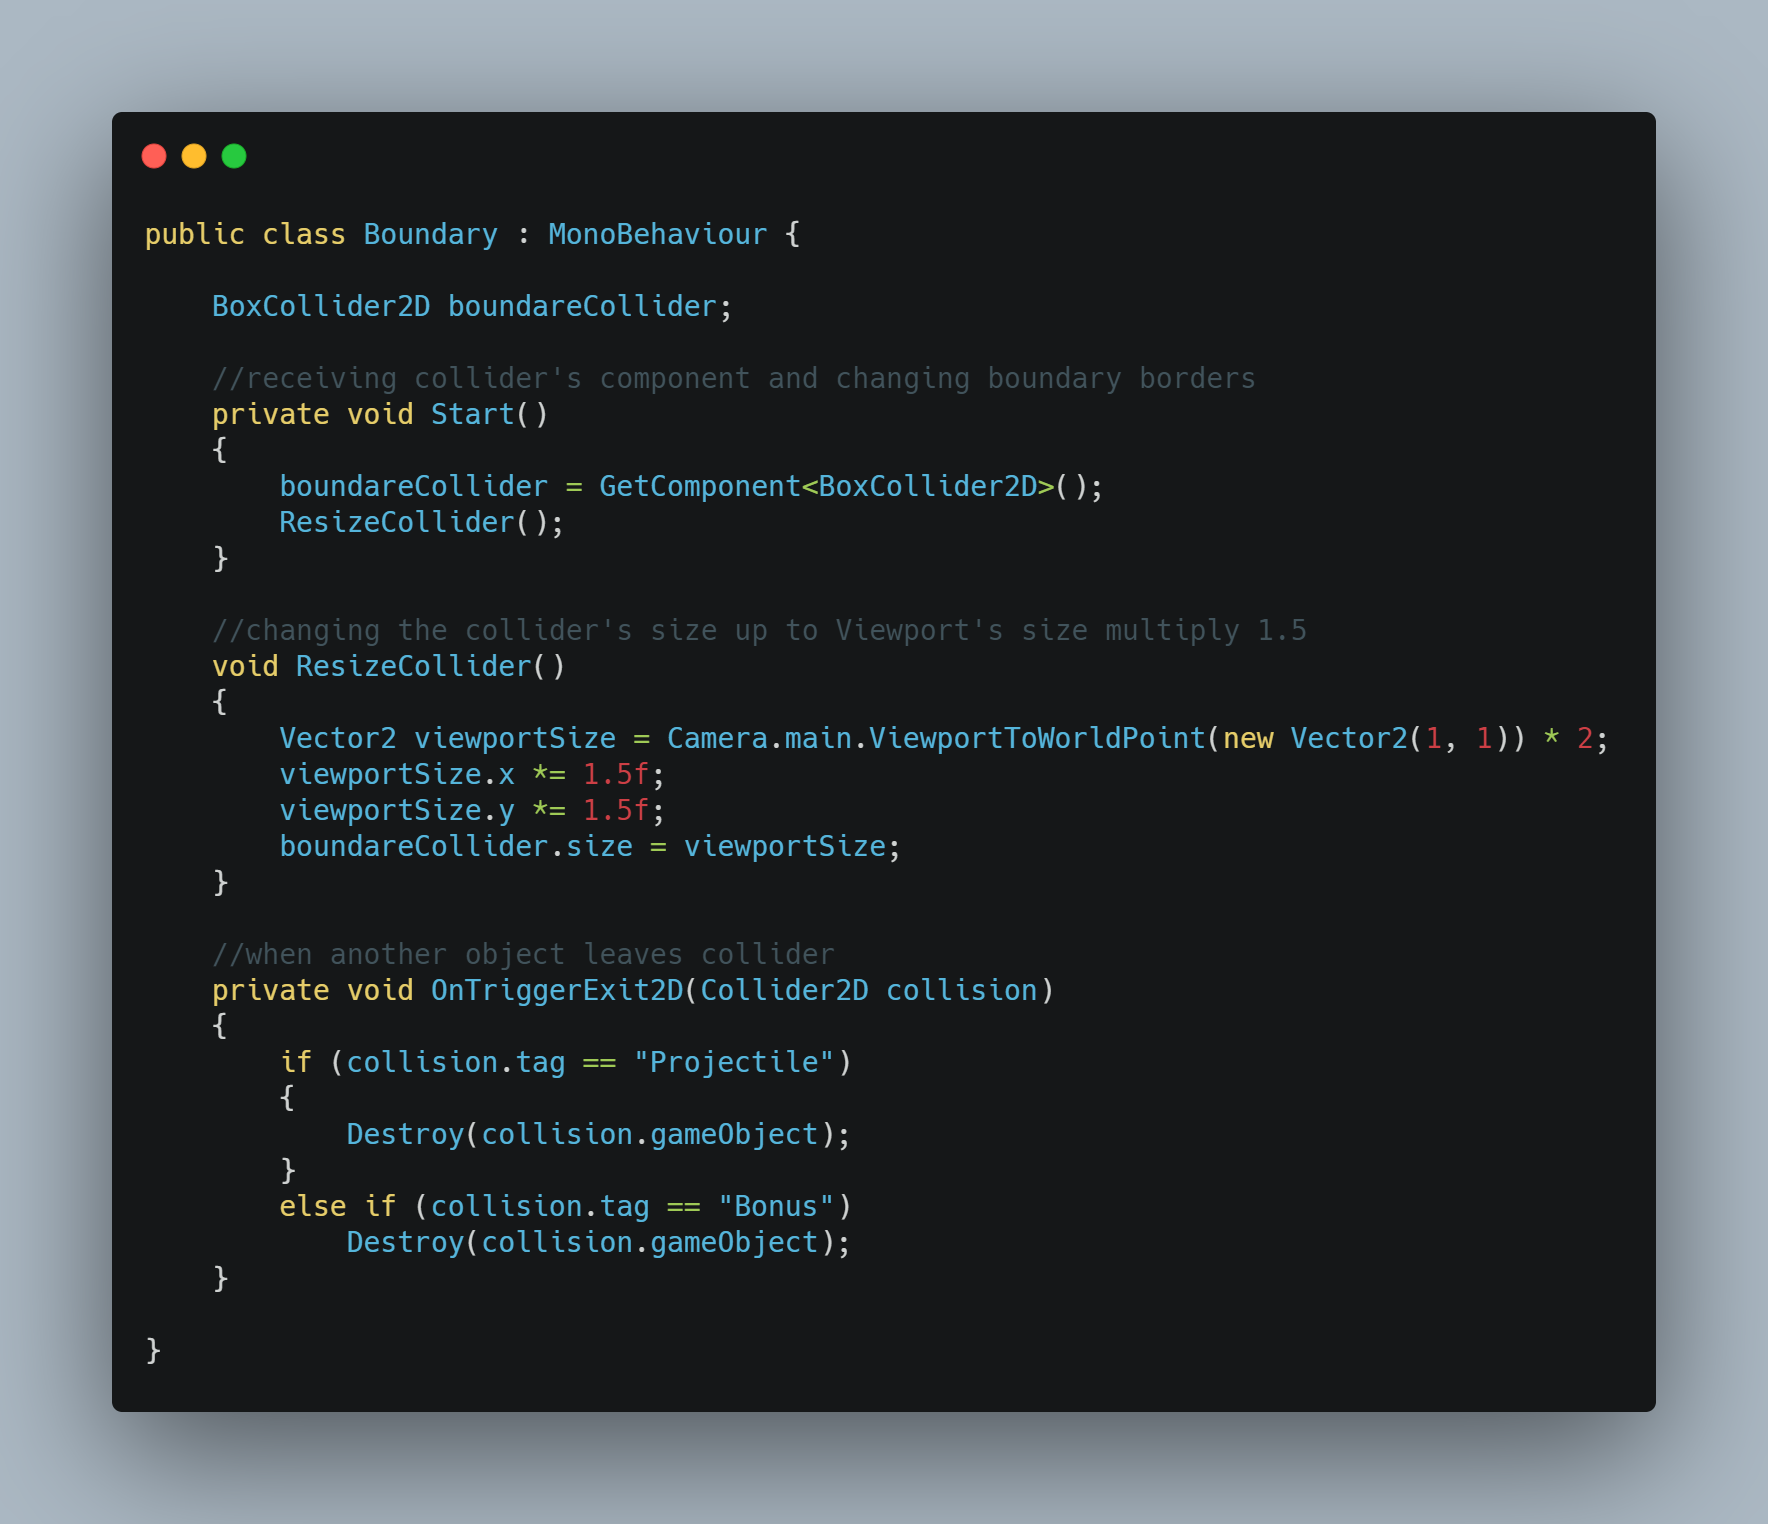 public class Boundary : MonoBehaviour {

    BoxCollider2D boundareCollider;

    //receiving collider's component and changing boundary borders
    private void Start()
    {
        boundareCollider = GetComponent<BoxCollider2D>();
        ResizeCollider();
    }

    //changing the collider's size up to Viewport's size multiply 1.5
    void ResizeCollider()
    {
        Vector2 viewportSize = Camera.main.ViewportToWorldPoint(new Vector2(1, 1)) * 2;
        viewportSize.x *= 1.5f;
        viewportSize.y *= 1.5f;
        boundareCollider.size = viewportSize;
    }

    //when another object leaves collider
    private void OnTriggerExit2D(Collider2D collision)
    {
        if (collision.tag == "Projectile")
        {
            Destroy(collision.gameObject);
        }
        else if (collision.tag == "Bonus")
            Destroy(collision.gameObject);
    }

}